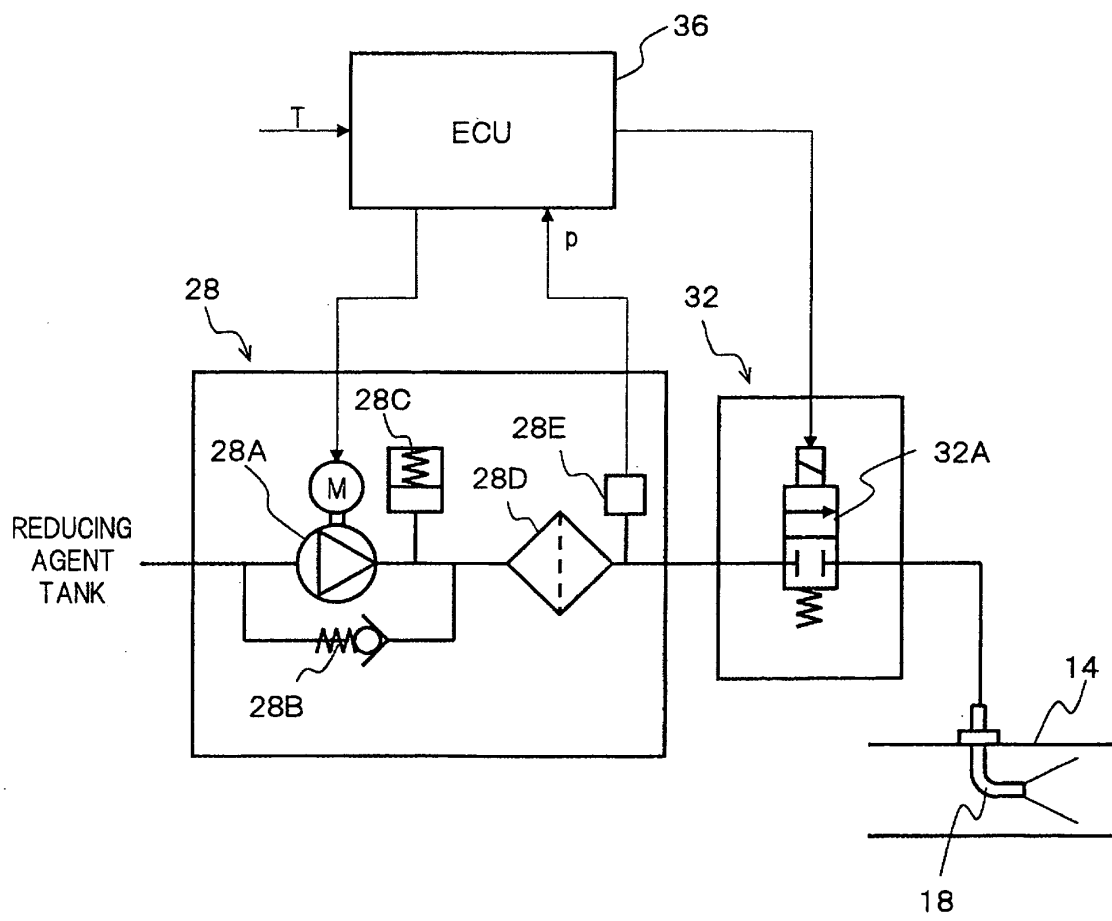 36
T
ECU
p
28
32
28C
28A
28E
32A
28D
M
REDUCING
AGENT
TANK
28B
14
18